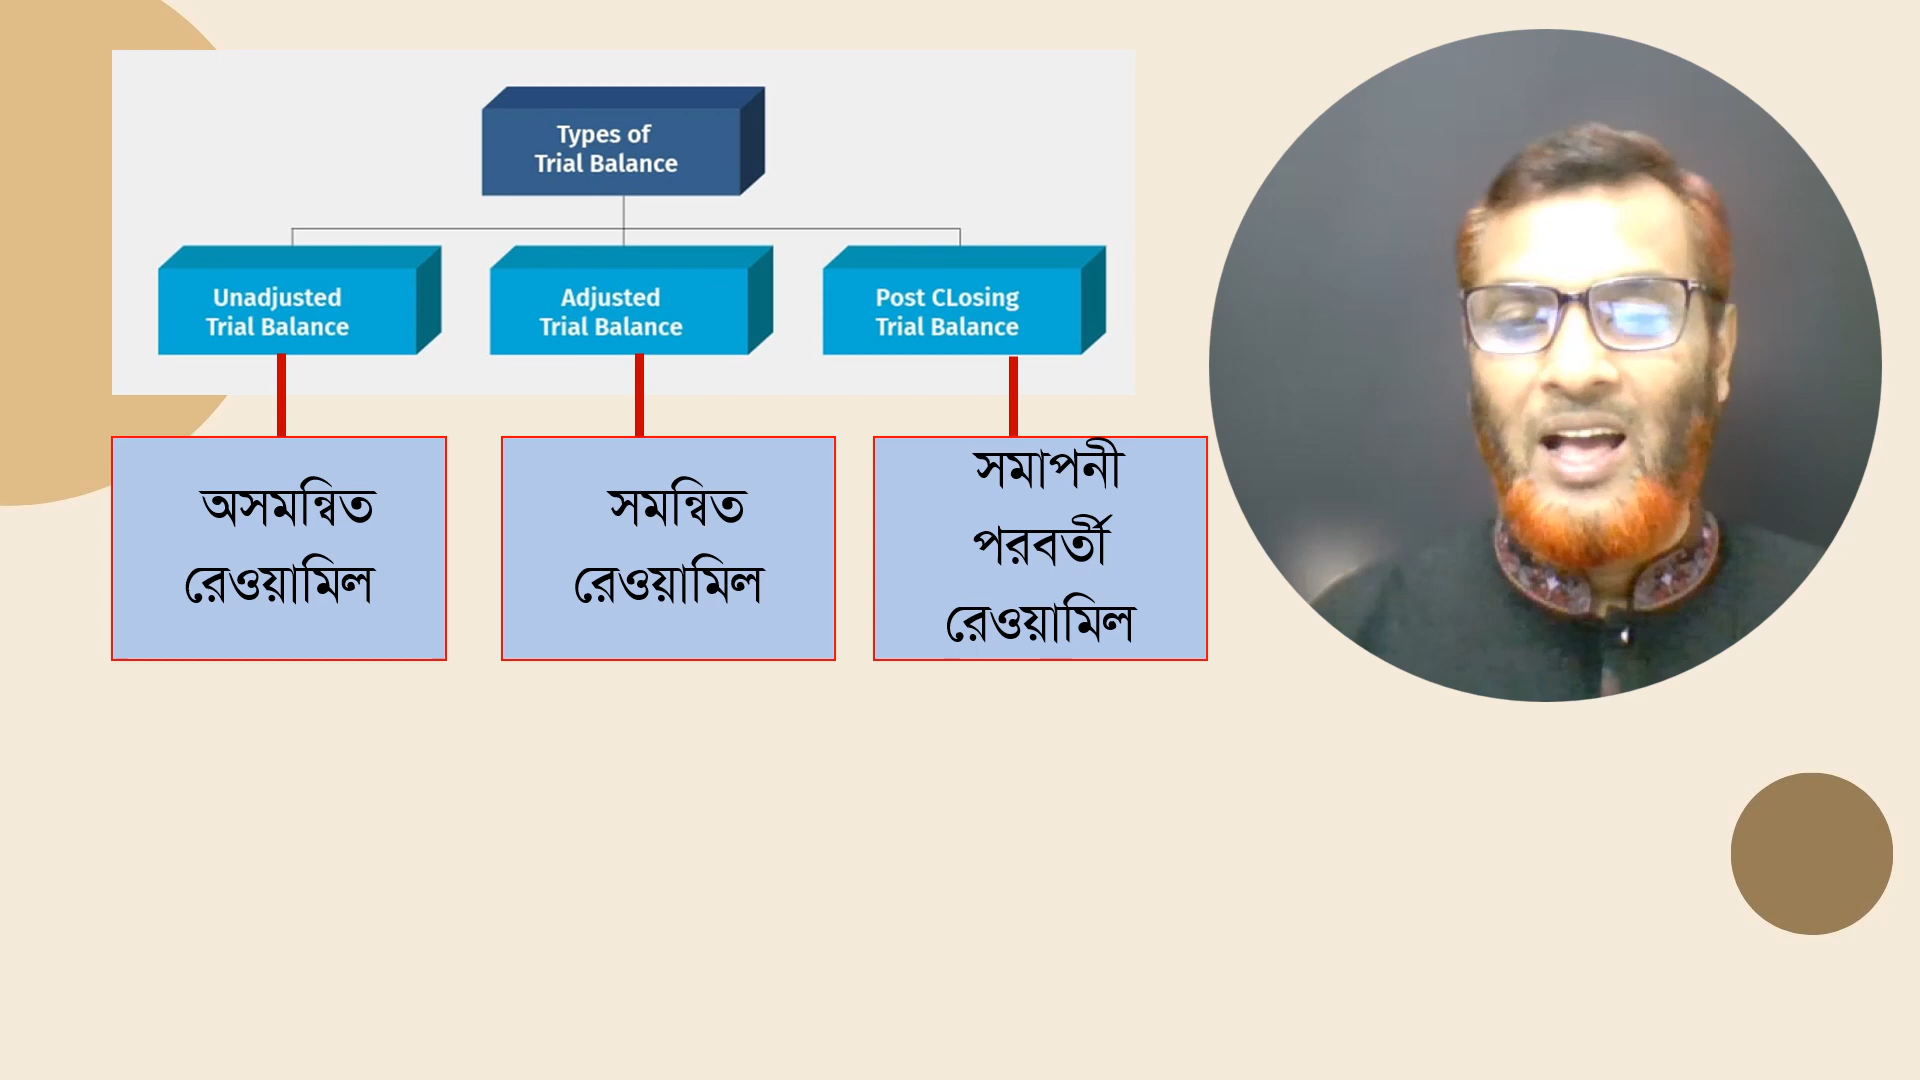 Types of
Trial Balance
Unadjusted
Trial Balance
Adjusted
Trial Balance
Post CLosing
Trial Balance
অসমন্বিত
রেওয়ামিল
সমন্বিত
রেওয়ামিল
সমাপনী
পরবর্তী
রেওয়ামিল